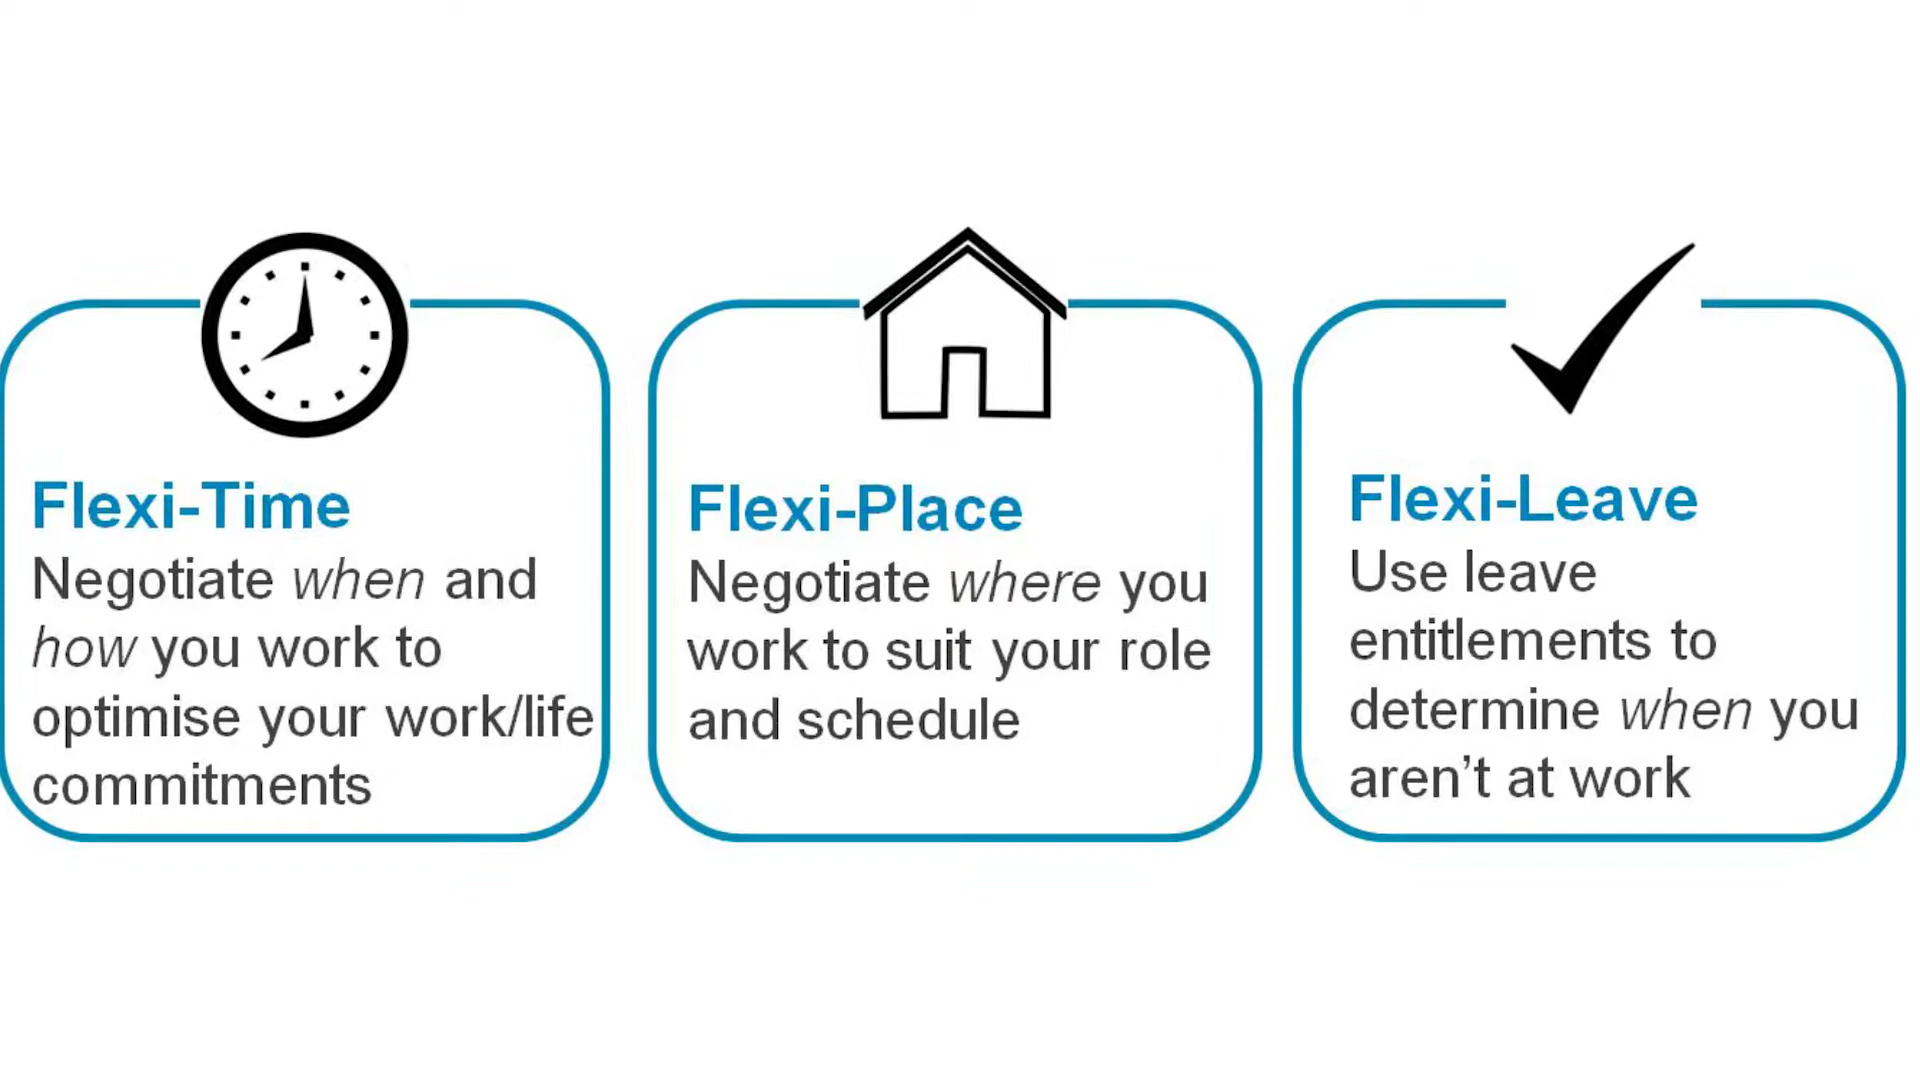 Flexi-Time
Negotiate when and
how you work to
optimise your work/life
commitments
Flexi-Place
Negotiate where you
work to suit your role
and schedule
Flexi-Leave
Use leave
entitlements to
determine when you
aren’t at work